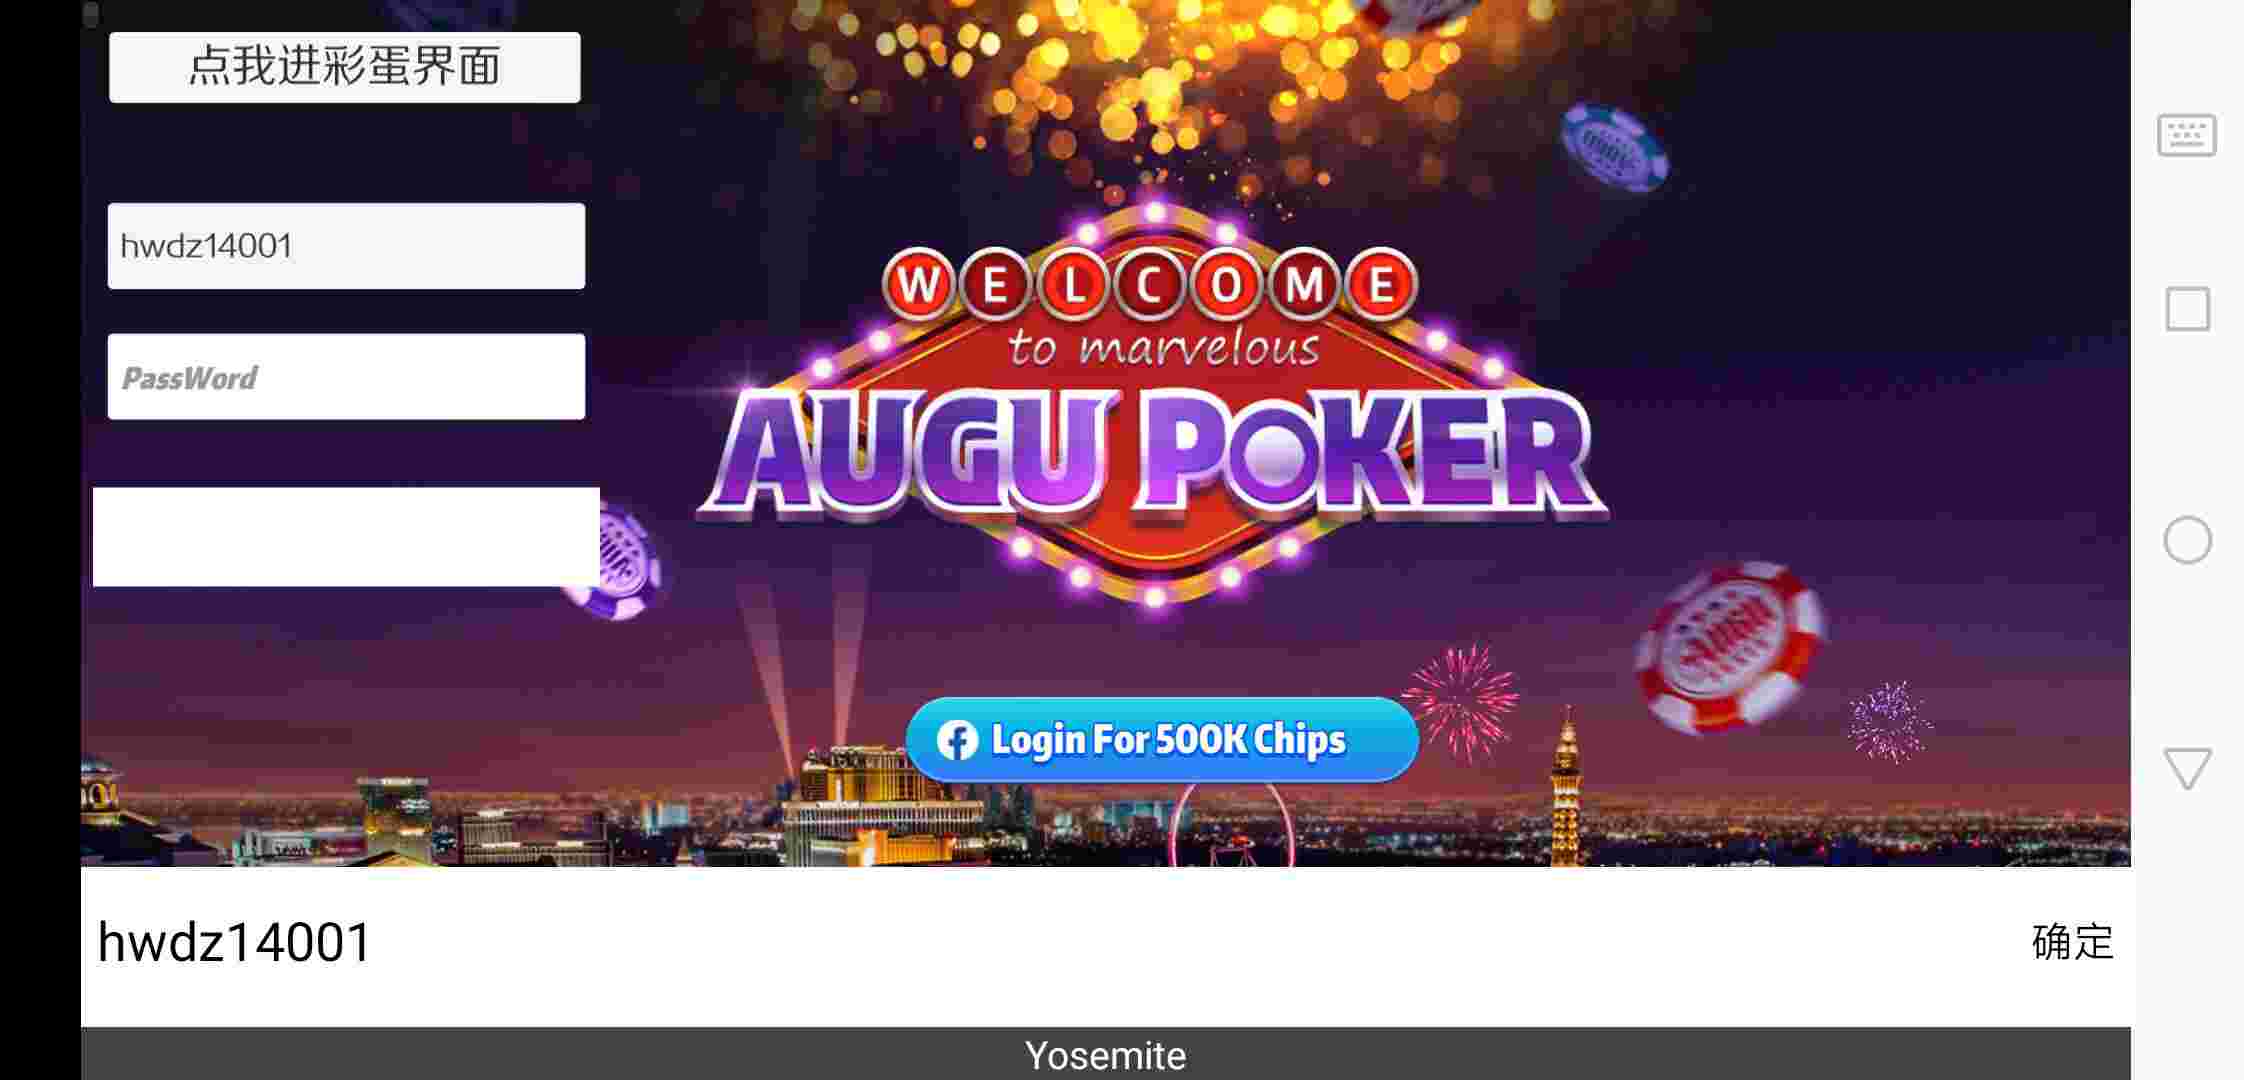 点我进彩蛋界面
hwdz14001
PassWord
WELCOME
to marvelous
AUGU POKER
Login For 500K Chips
hwdz14001
确定
Yosemite